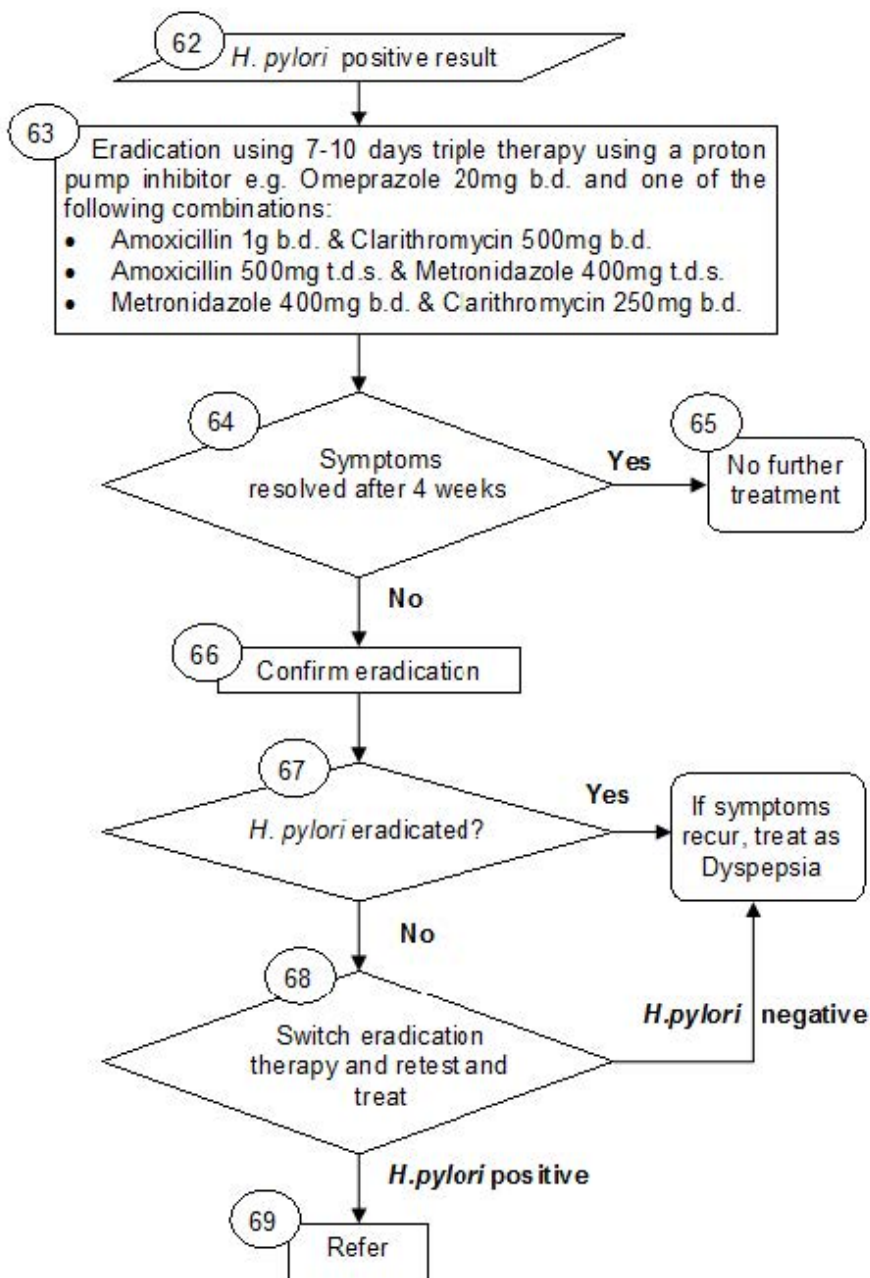 62
H. pylori positive result
63
Eradication using 7-10 days triple therapy using a proton
pump inhibitor e.g. Omeprazole 20mg b.d. and one of the
following combinations:
• Amoxicillin 1g b.d. & Clarithromycin 500mg b.d.
• Amoxicillin 500mg t.d.s. & Metronidazole 400mg t.d.s.
• Metronidazole 400mg b.d. & Clarithromycin 250mg b.d.
64
Symptoms
resolved after 4 weeks
Yes
65
No further
treatment
No
66
Confirm eradication
67
H. pylori eradicated?
Yes
If symptoms
recur, treat as
Dyspepsia
No
68
Switch eradication
therapy and retest and
treat
H.pylori negative
H.pylori positive
69
Refer